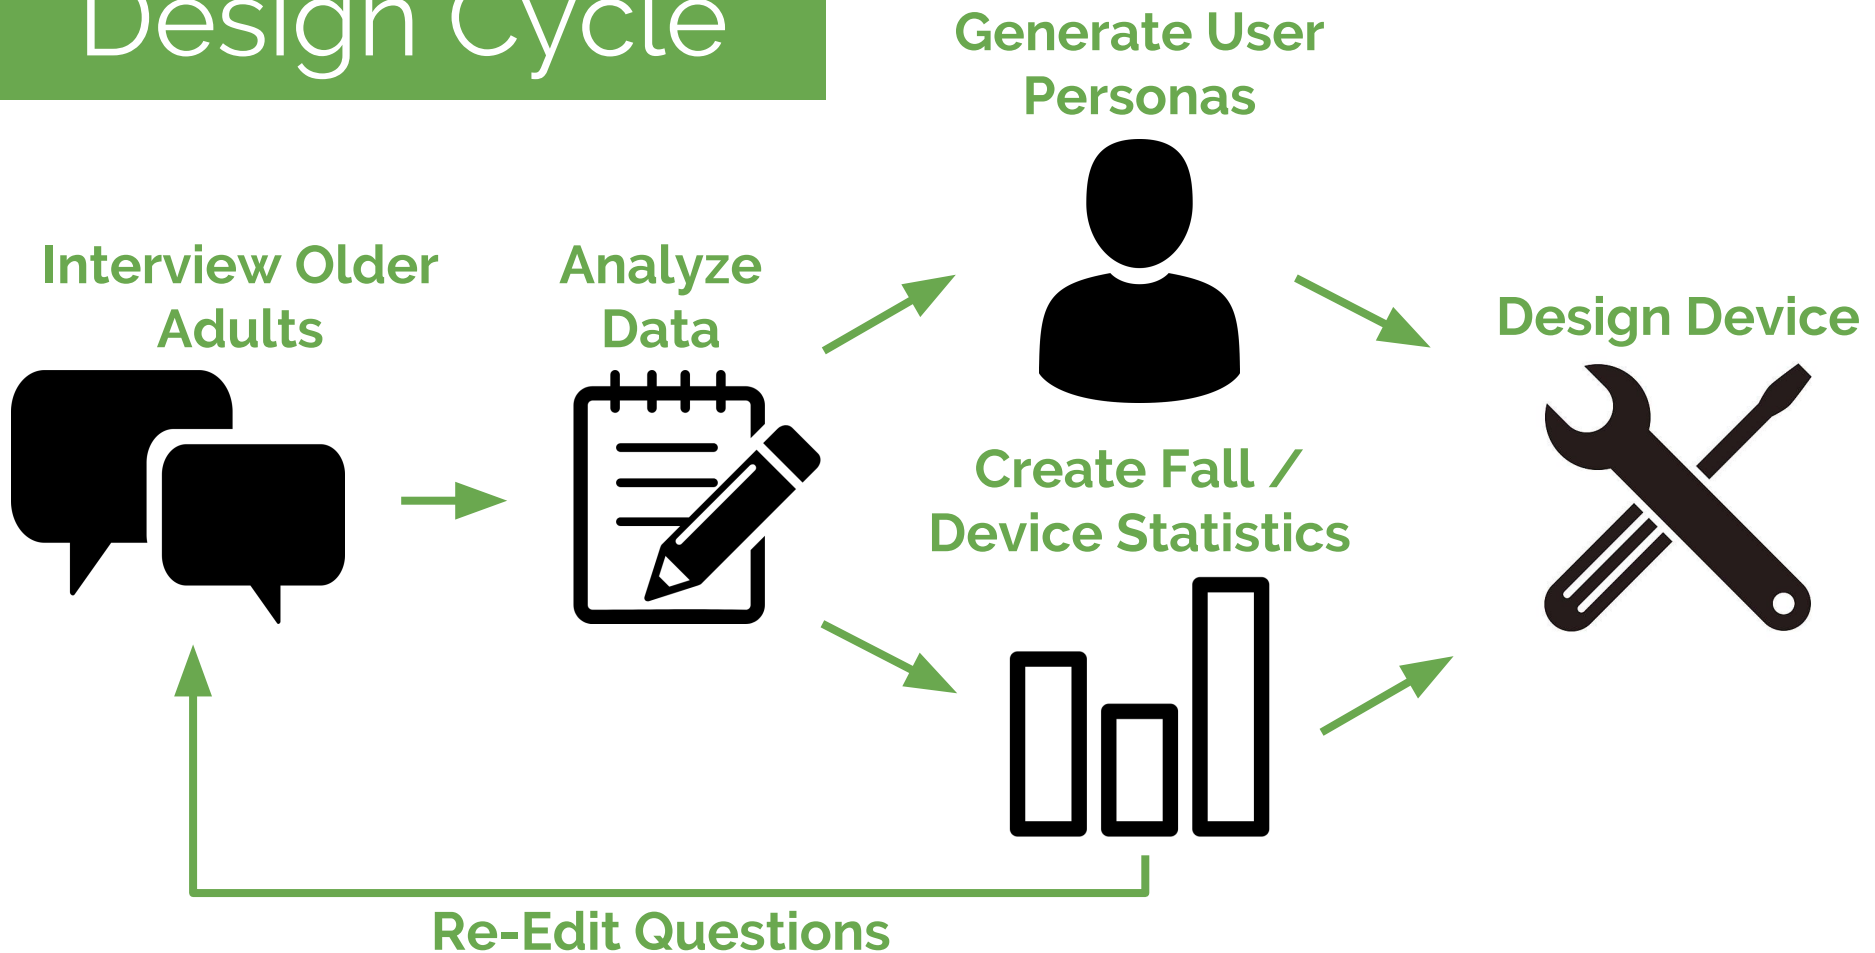 Design Cycle
Generate User
Personas
Interview Older
Adults
Analyze
Data
Design Device
Create Fall /
Device Statistics
Re-Edit Questions